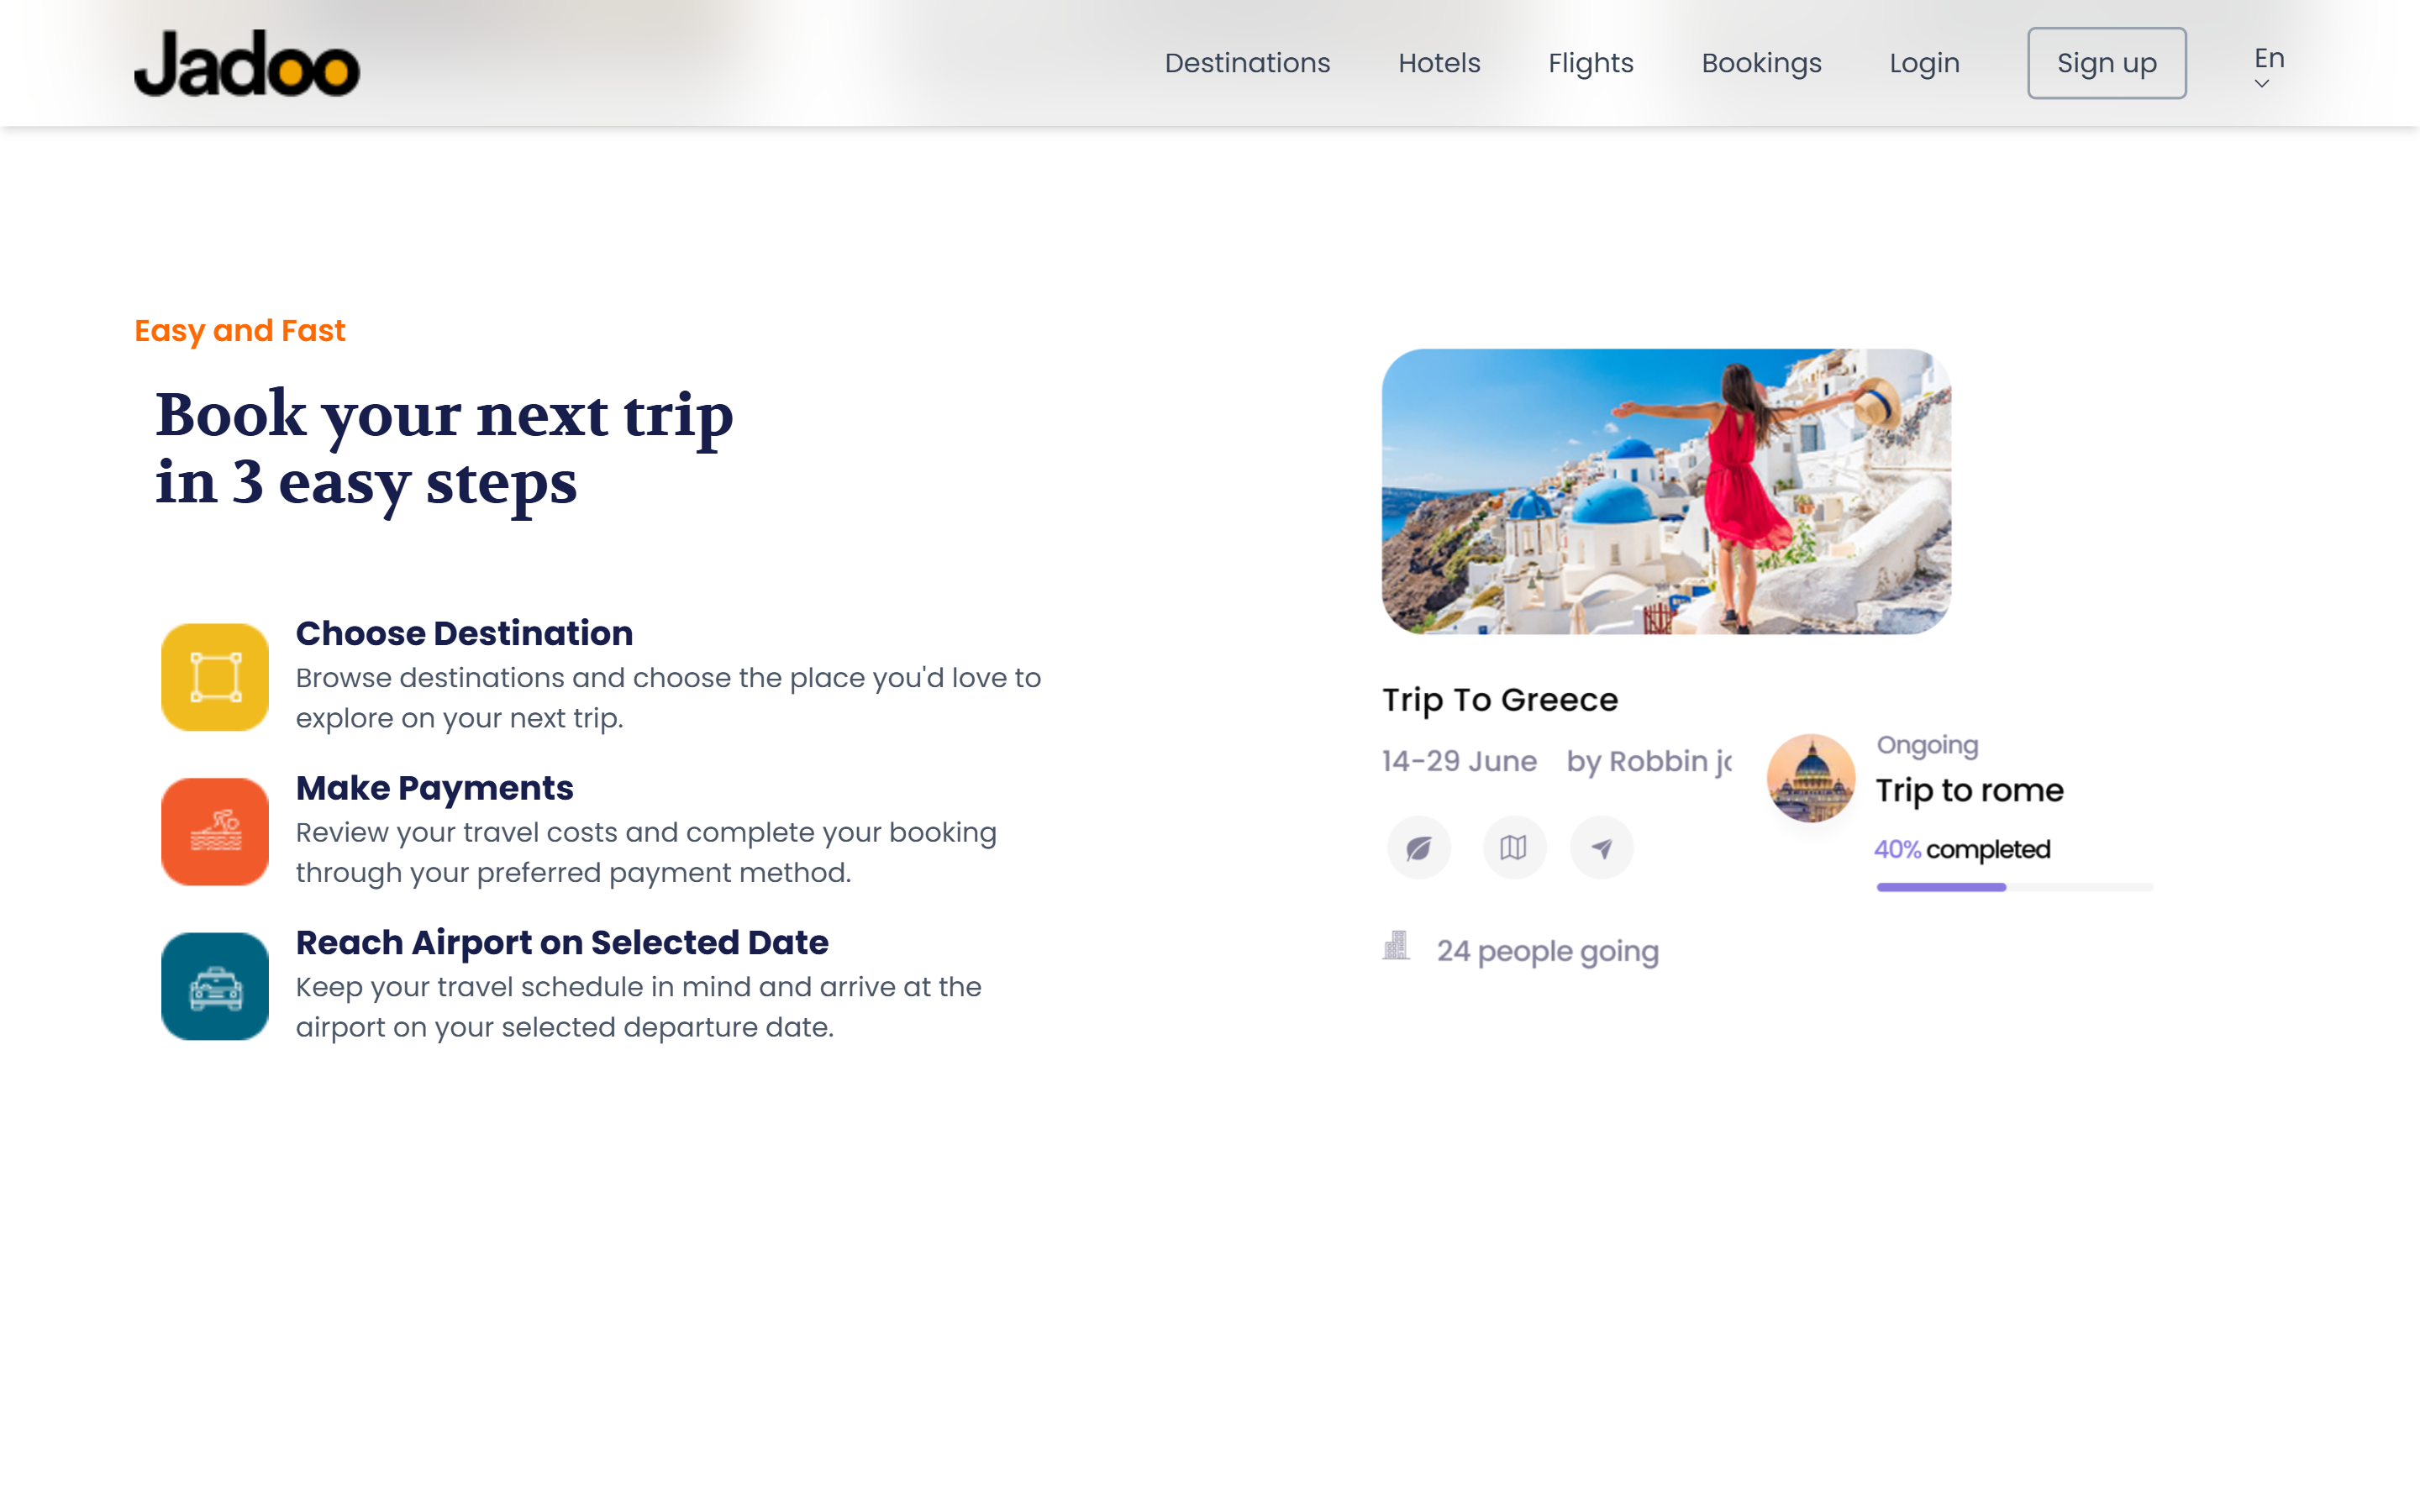 Jadoo
Destinations
Hotels
Flights
Bookings
Login
Sign up
En
Easy and Fast
Book your next trip
in 3 easy steps
Choose Destination
Browse destinations and choose the place you'd love to
explore on your next trip.
Make Payments
Review your travel costs and complete your booking
through your preferred payment method.
Reach Airport on Selected Date
Keep your travel schedule in mind and arrive at the
airport on your selected departure date.
Trip To Greece
14-29 June by Robbin
24 people going
Ongoing
Trip to rome
40% completed